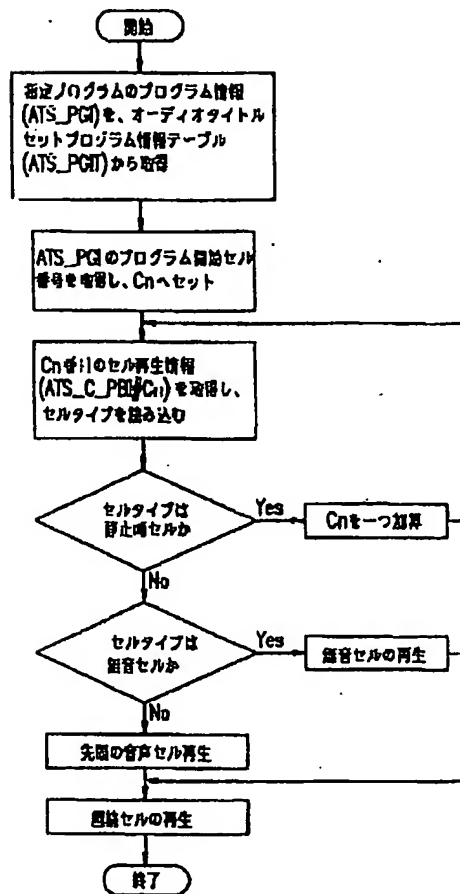 開始
指定プログラムのプログラム情報
(ATS_PGI)を、オーディオタイトル
セットプログラム情報テーブル
(ATS_PGIT)から取得
ATS_PGIのプログラム開始セル
番号を取得し、Cnへセット
Cn番目のセル再生情報
(ATS_C_PBI#Cn)を取得し、
セルタイプを読み込む
セルタイプは
静止画セルか
Yes
Cnを一つ加算
No
セルタイプは
無音セルか
Yes
無音セルの再生
No
先頭の音声セル再生
セルの再生
終了